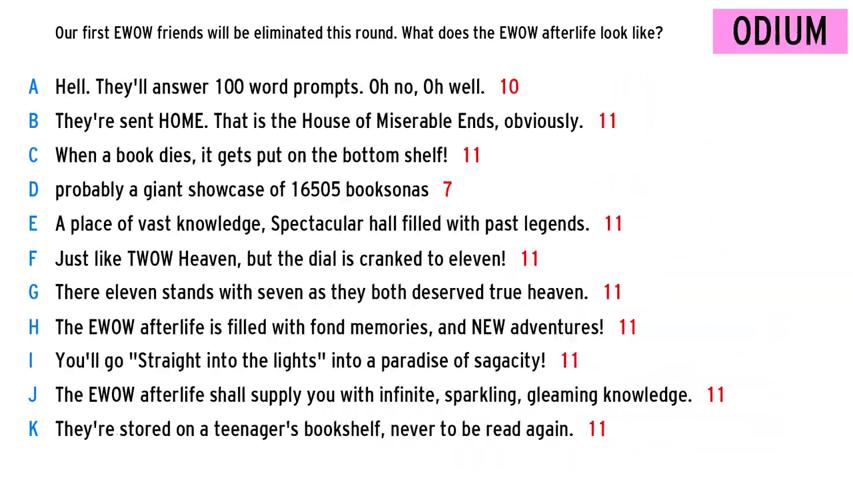 Our first EWOW friends will be eliminated this round. What does the EWOW afterlife look like?
ODIUM
A Hell. They'll answer 100 word prompts. Oh no, Oh well. 10
B They're sent HOME. That is the House of Miserable Ends, obviously. 11
C When a book dies, it gets put on the bottom shelf! 11
D probably a giant showcase of 16505 booksonas 7
E A place of vast knowledge, Spectacular hall filled with past legends. 11
F Just like TWOW Heaven, but the dial is cranked to eleven! 11
G There eleven stands with seven as they both deserved true heaven. 11
H The EWOW afterlife is filled with fond memories, and NEW adventures! 11
I You'll go "Straight into the lights" into a paradise of sagacity! 11
J The EWOW afterlife shall supply you with infinite, sparkling, gleaming knowledge. 11
K They're stored on a teenager's bookshelf, never to be read again. 11